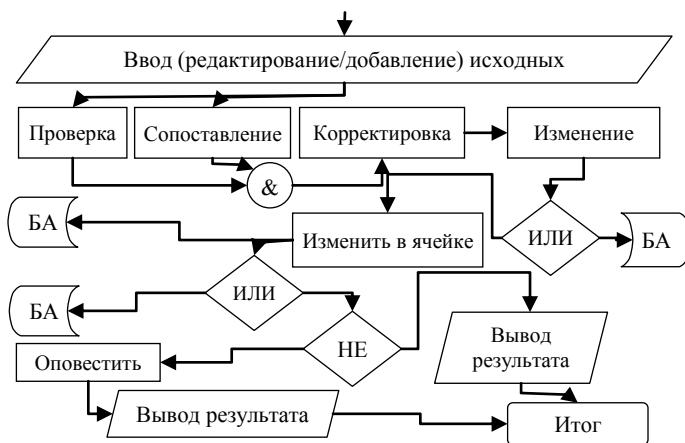 Ввод (редактирование/добавление) исходных
Проверка
Сопоставление
Корректировка
Изменение
&
БА
Изменить в ячейке
ИЛИ
БА
БА
ИЛИ
НЕ
Вывод
результата
Оповестить
Вывод результата
Итог